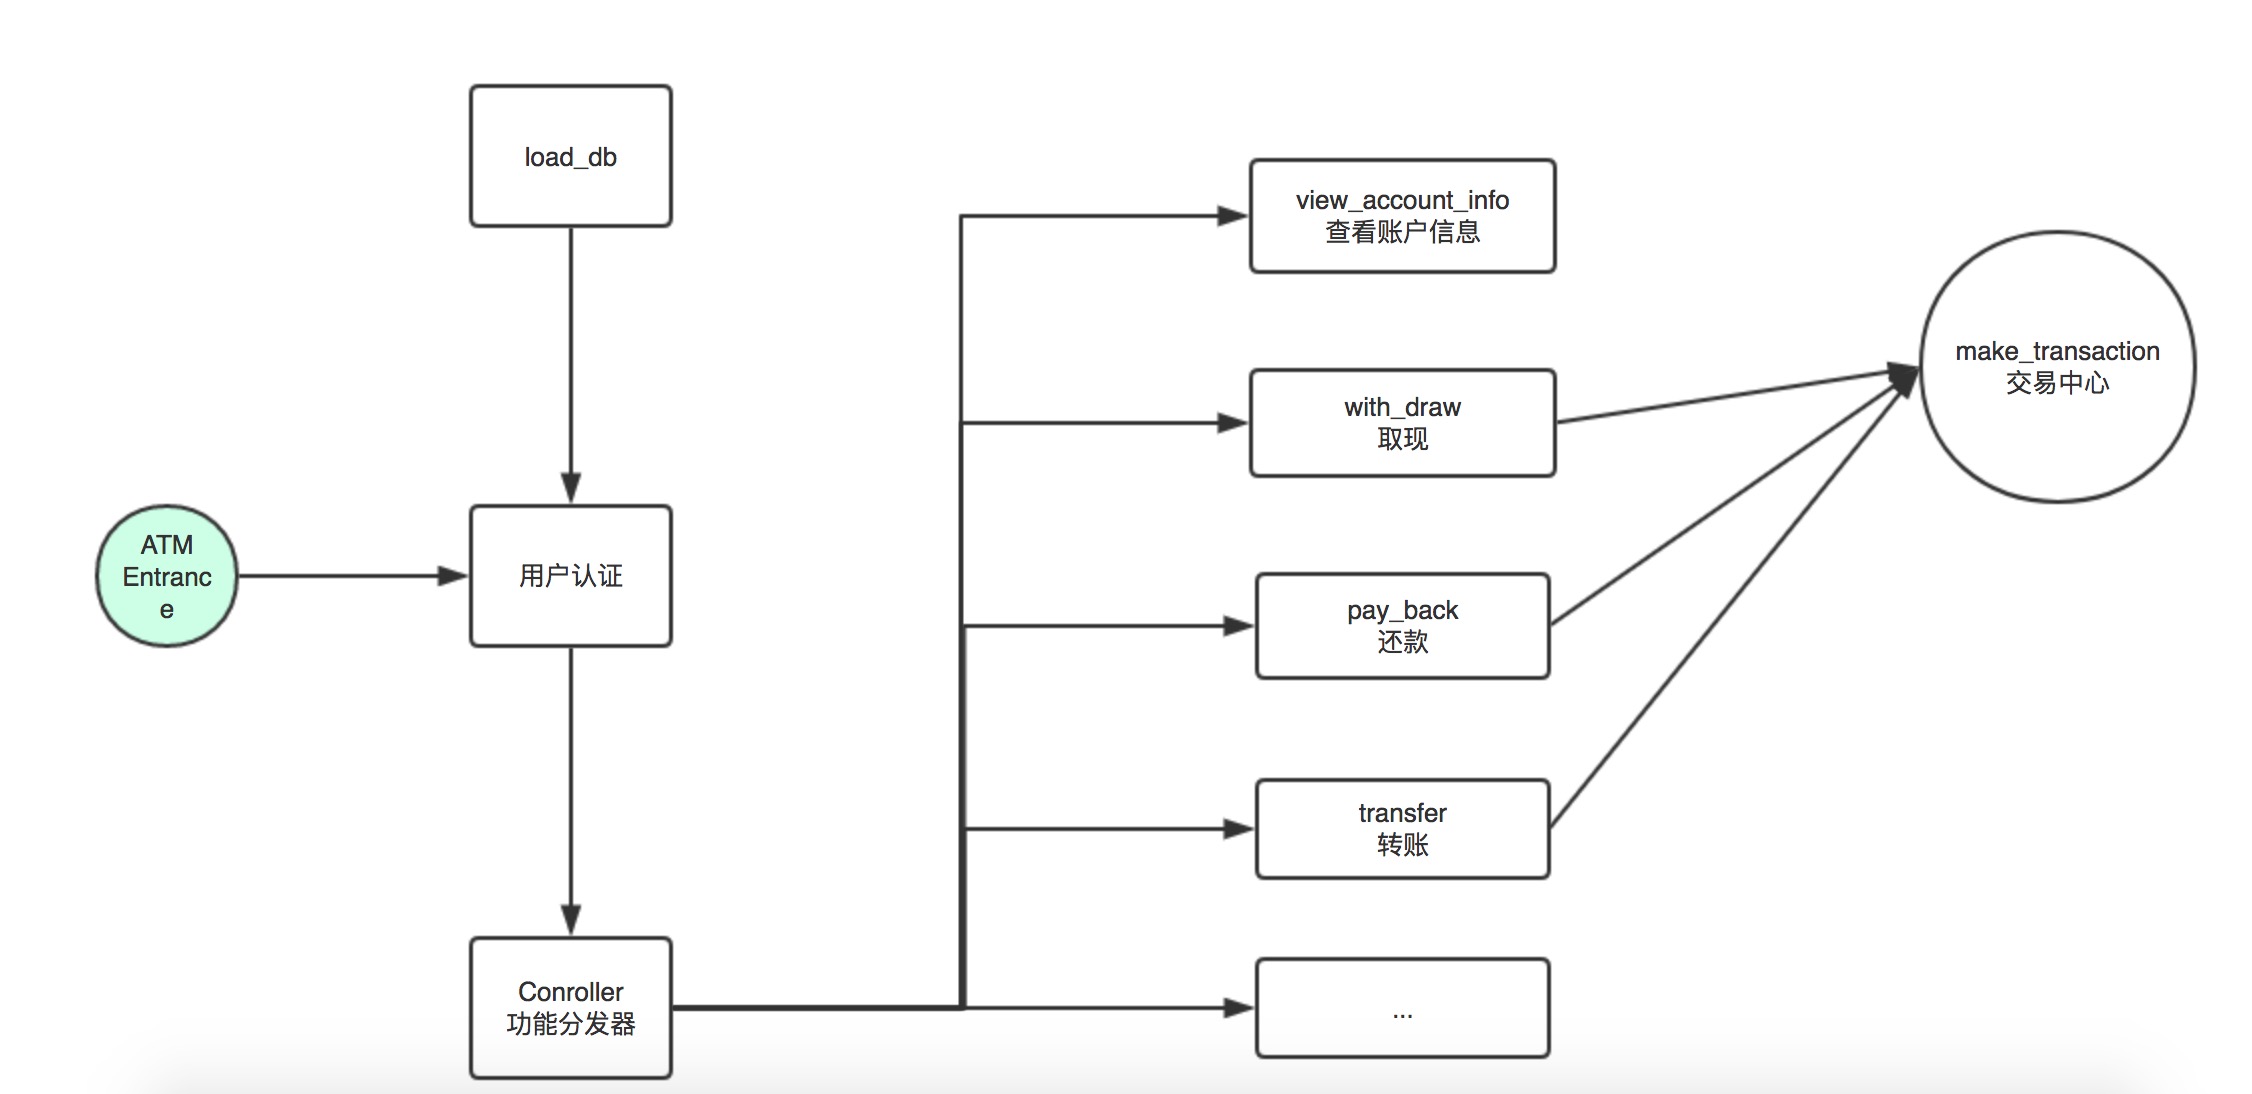 load_db
view_account_info
查看账户信息
make_transaction
交易中心
with_draw
取现
ATM
Entranc
e
用户认证
pay_back
还款
transfer
转账
Conroller
功能分发器
...